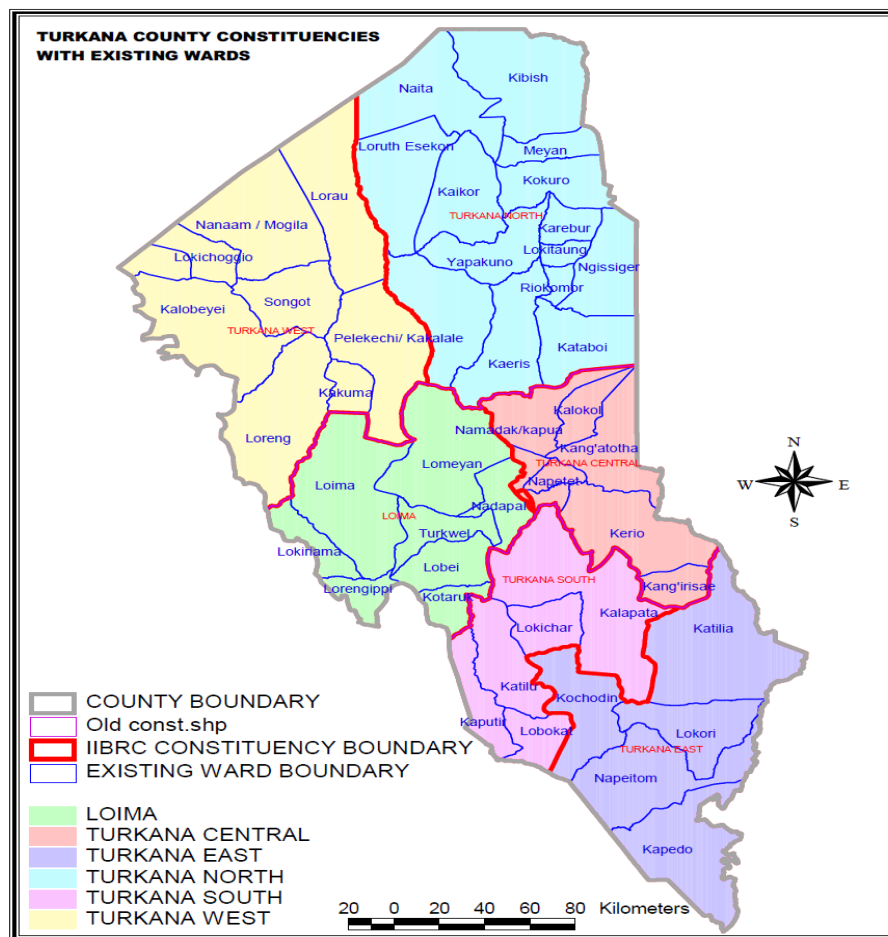 TURKANA COUNTY CONSTITUENCIES
WITH EXISTING WARDS
Kibish
Naita
Loruth Esekon
Meyan
Kaikor
Kokuro
Lorau
TURKANA NORTH
Nanaam / Mogila
Karebur
Lokitaung
Lokichoggio
Yapakuno
Ngissiger
Riokomor
Songot
Kalobeyei
TURKANA WEST
Pelekechi/ Kakalale
Kataboi
Kaeris
Kakuma
Kalokol
Namadak/kapua
Loreng
Kang'atotha
Lomeyan
TURKANA CENTRAL
N
W
E
S
Loima
Napetet
Nadapal
LOIMA
Turkwel
Kerio
Lokiriama
Lobei
TURKANA SOUTH
Lorengippi
Kotaruk
Kang'irisae
Kalapata
Lokichar
Katilia
Katilu
Kochodin
Kaputir
Lobokat
Lokori
TURKANA EAST
Napeitom
Kapedo
COUNTY BOUNDARY
Old const.shp
IIBRC CONSTITUENCY BOUNDARY
EXISTING WARD BOUNDARY
LOIMA
TURKANA CENTRAL
TURKANA EAST
TURKANA NORTH
TURKANA SOUTH
TURKANA WEST
20 0 20 40 60 80 Kilometers